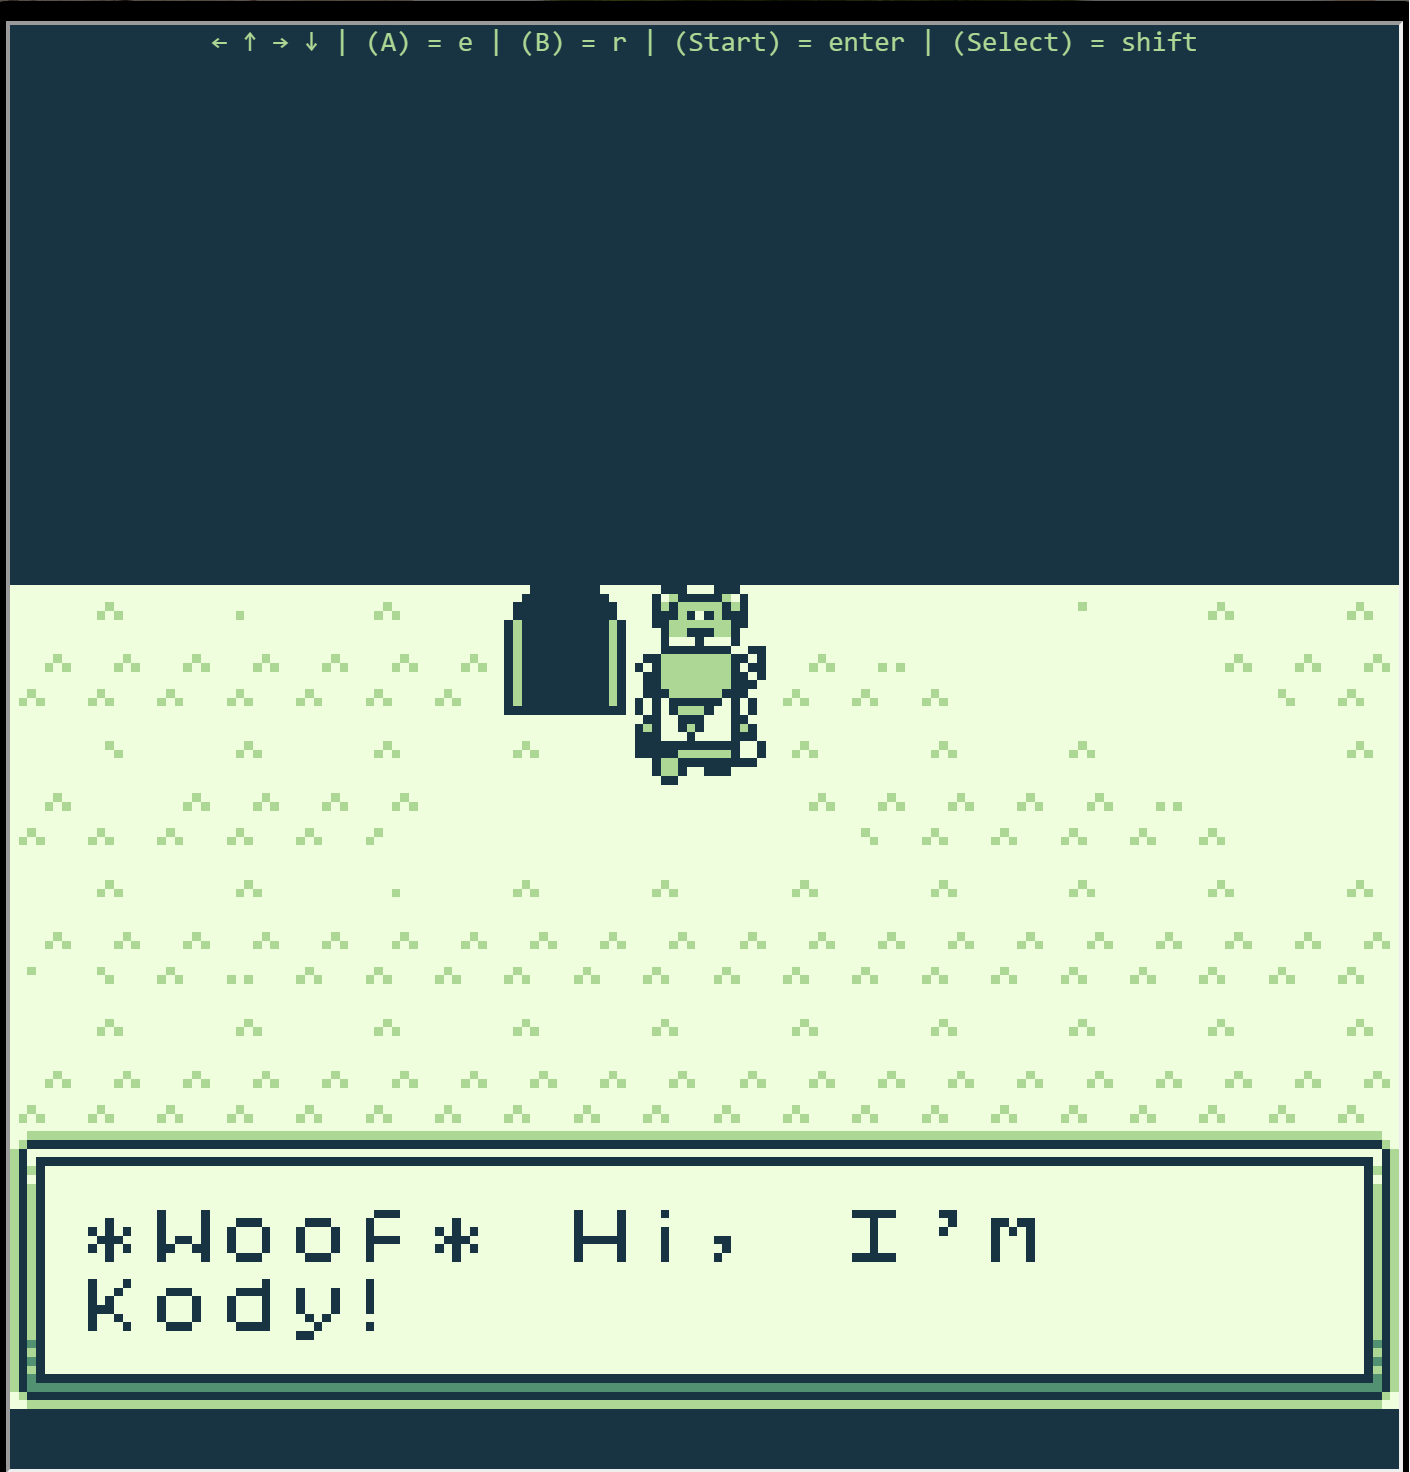 ← ↑ → ↓ | (A) = e | (B) = r | (Start) = enter | (Select) = shift
*Woof* Hi, I'm
Kody!